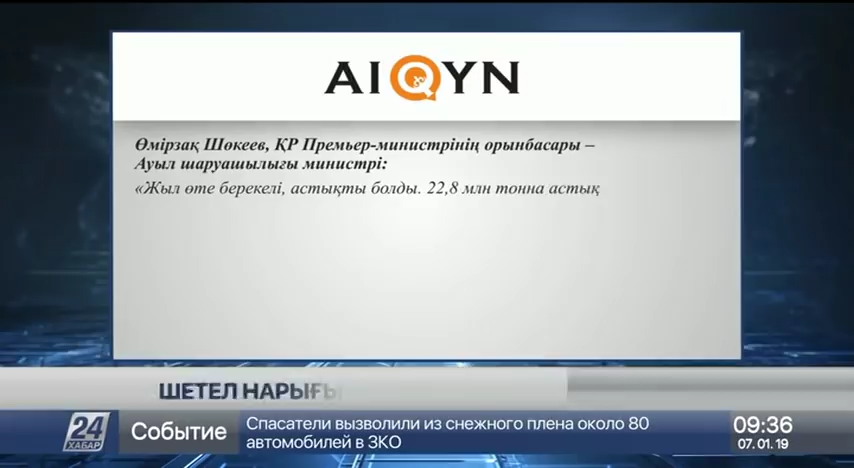 AIQYN
Өмірзақ Шөкеев, ҚР Премьер-министрінің орынбасары –
Ауыл шаруашылығы министрі:
«Жыл өте берекелі, астықты болды. 22,8 млн тонна астық
ШЕТЕЛ НАРЫҒЫ
24
ХАБАР
Событие
Спасатели вызволили из снежного плена около 80
автомобилей в ЗКО
09:36
07.01.19